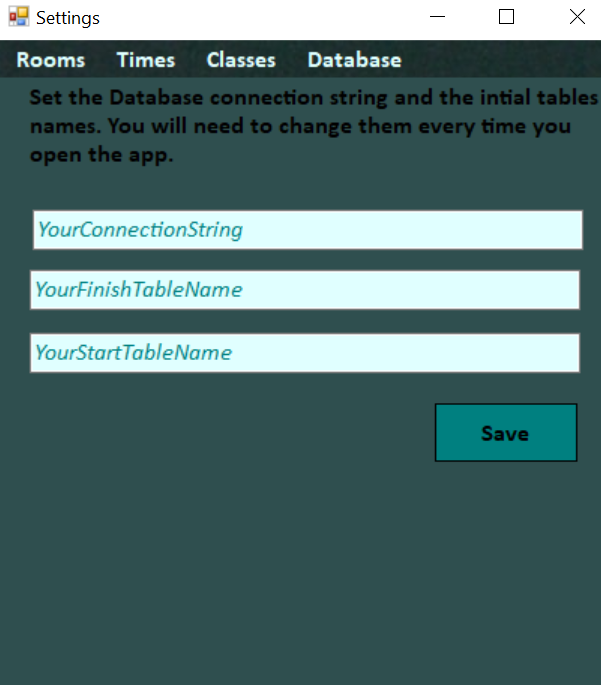 Settings
Rooms Times Classes Database
Set the Database connection string and the intial tables
names. You will need to change them every time you
open the app.
YourConnectionString
YourFinishTableName
YourStartTableName
Save